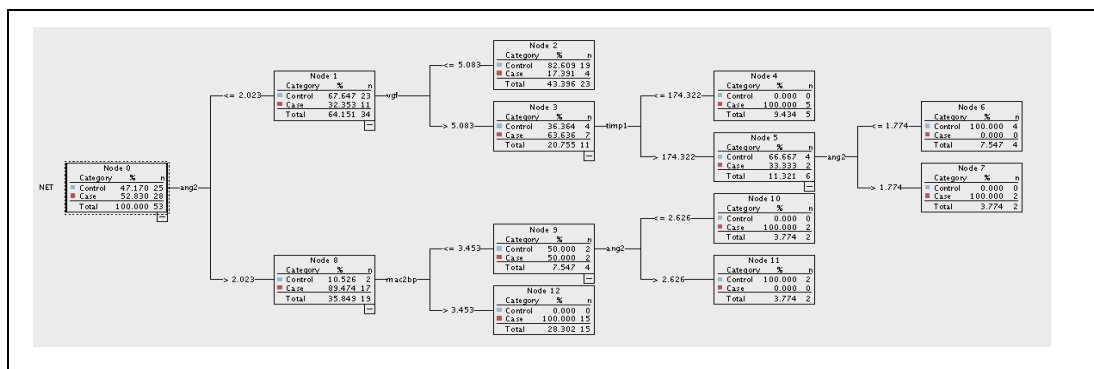 NET
Node 0
Category % n
Control 47.170 25
Case 52.830 28
Total 100.000 53
ang2
<= 2.023
Node 1
Category % n
Control 67.647 23
Case 32.353 11
Total 64.151 34
vgf
<= 5.083
Node 2
Category % n
Control 82.609 19
Case 17.391 4
Total 43.396 23
> 5.083
Node 3
Category % n
Control 36.364 4
Case 63.636 7
Total 20.755 11
timp1
<= 174.322
Node 4
Category % n
Control 0.000 0
Case 100.000 5
Total 9.434 5
> 174.322
Node 5
Category % n
Control 66.667 4
Case 33.333 2
Total 11.321 6
ang2
<= 1.774
Node 6
Category % n
Control 100.000 4
Case 0.000 0
Total 7.547 4
> 1.774
Node 7
Category % n
Control 0.000 0
Case 100.000 2
Total 3.774 2
> 2.023
Node 8
Category % n
Control 10.526 2
Case 89.474 17
Total 35.849 19
mac2bp
<= 3.453
Node 9
Category % n
Control 50.000 2
Case 50.000 2
Total 7.547 4
ang2
<= 2.626
Node 10
Category % n
Control 0.000 0
Case 100.000 2
Total 3.774 2
> 2.626
Node 11
Category % n
Control 100.000 2
Case 0.000 0
Total 3.774 2
> 3.453
Node 12
Category % n
Control 0.000 0
Case 100.000 15
Total 28.302 15